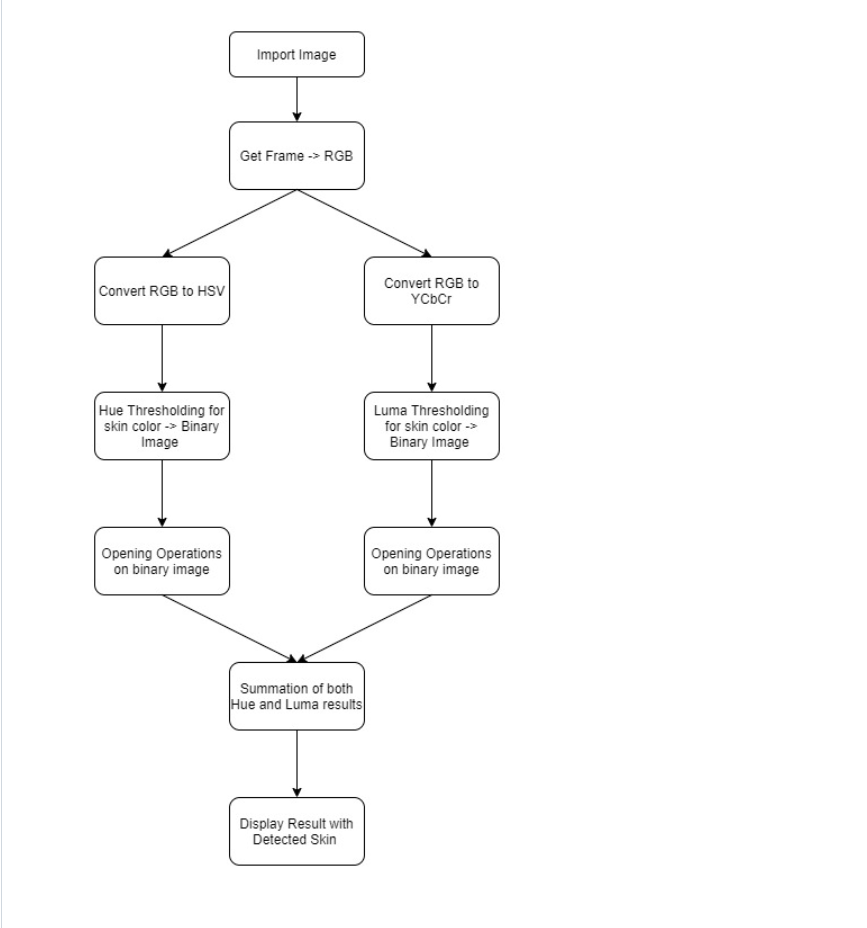 Import Image
Get Frame -> RGB
Convert RGB to HSV
Convert RGB to
YCbCr
Hue Thresholding for
skin color -> Binary
Image
Luma Thresholding
for skin color ->
Binary Image
Opening Operations
on binary image
Opening Operations
on binary image
Summation of both
Hue and Luma results
Display Result with
Detected Skin